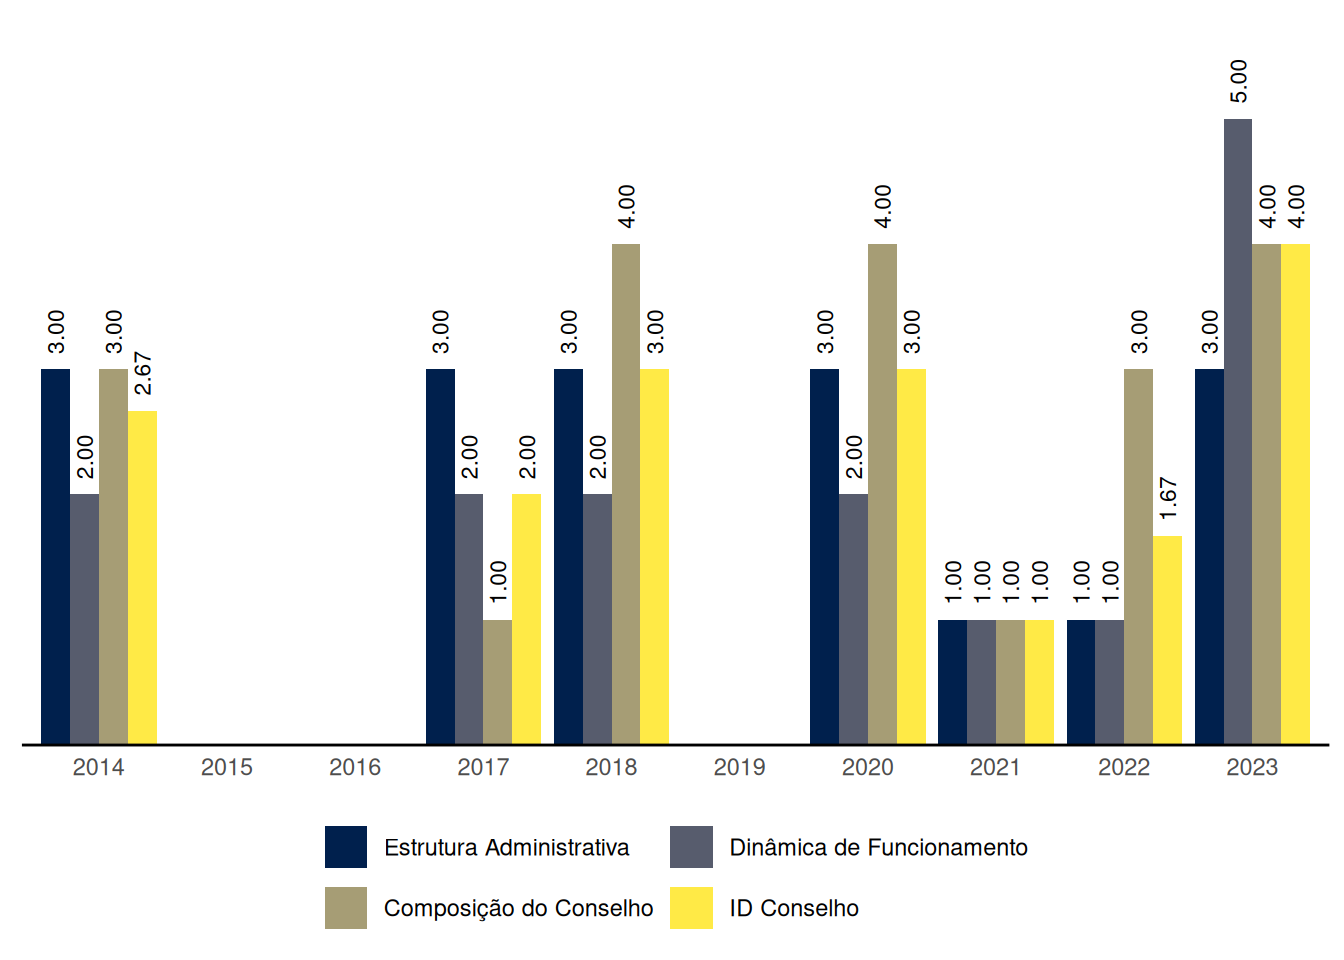 3.00 2.00 3.00 2.67 3.00 2.00 1.00 2.00 3.00 2.00 4.00 3.00 3.00 2.00 4.00 3.00 1.00 1.00 1.00 1.00 1.00 1.00 3.00 1.67 3.00 5.00 4.00 4.00
2014 2015 2016 2017 2018 2019 2020 2021 2022 2023
Estrutura Administrativa Dinâmica de Funcionamento
Composição do Conselho ID Conselho